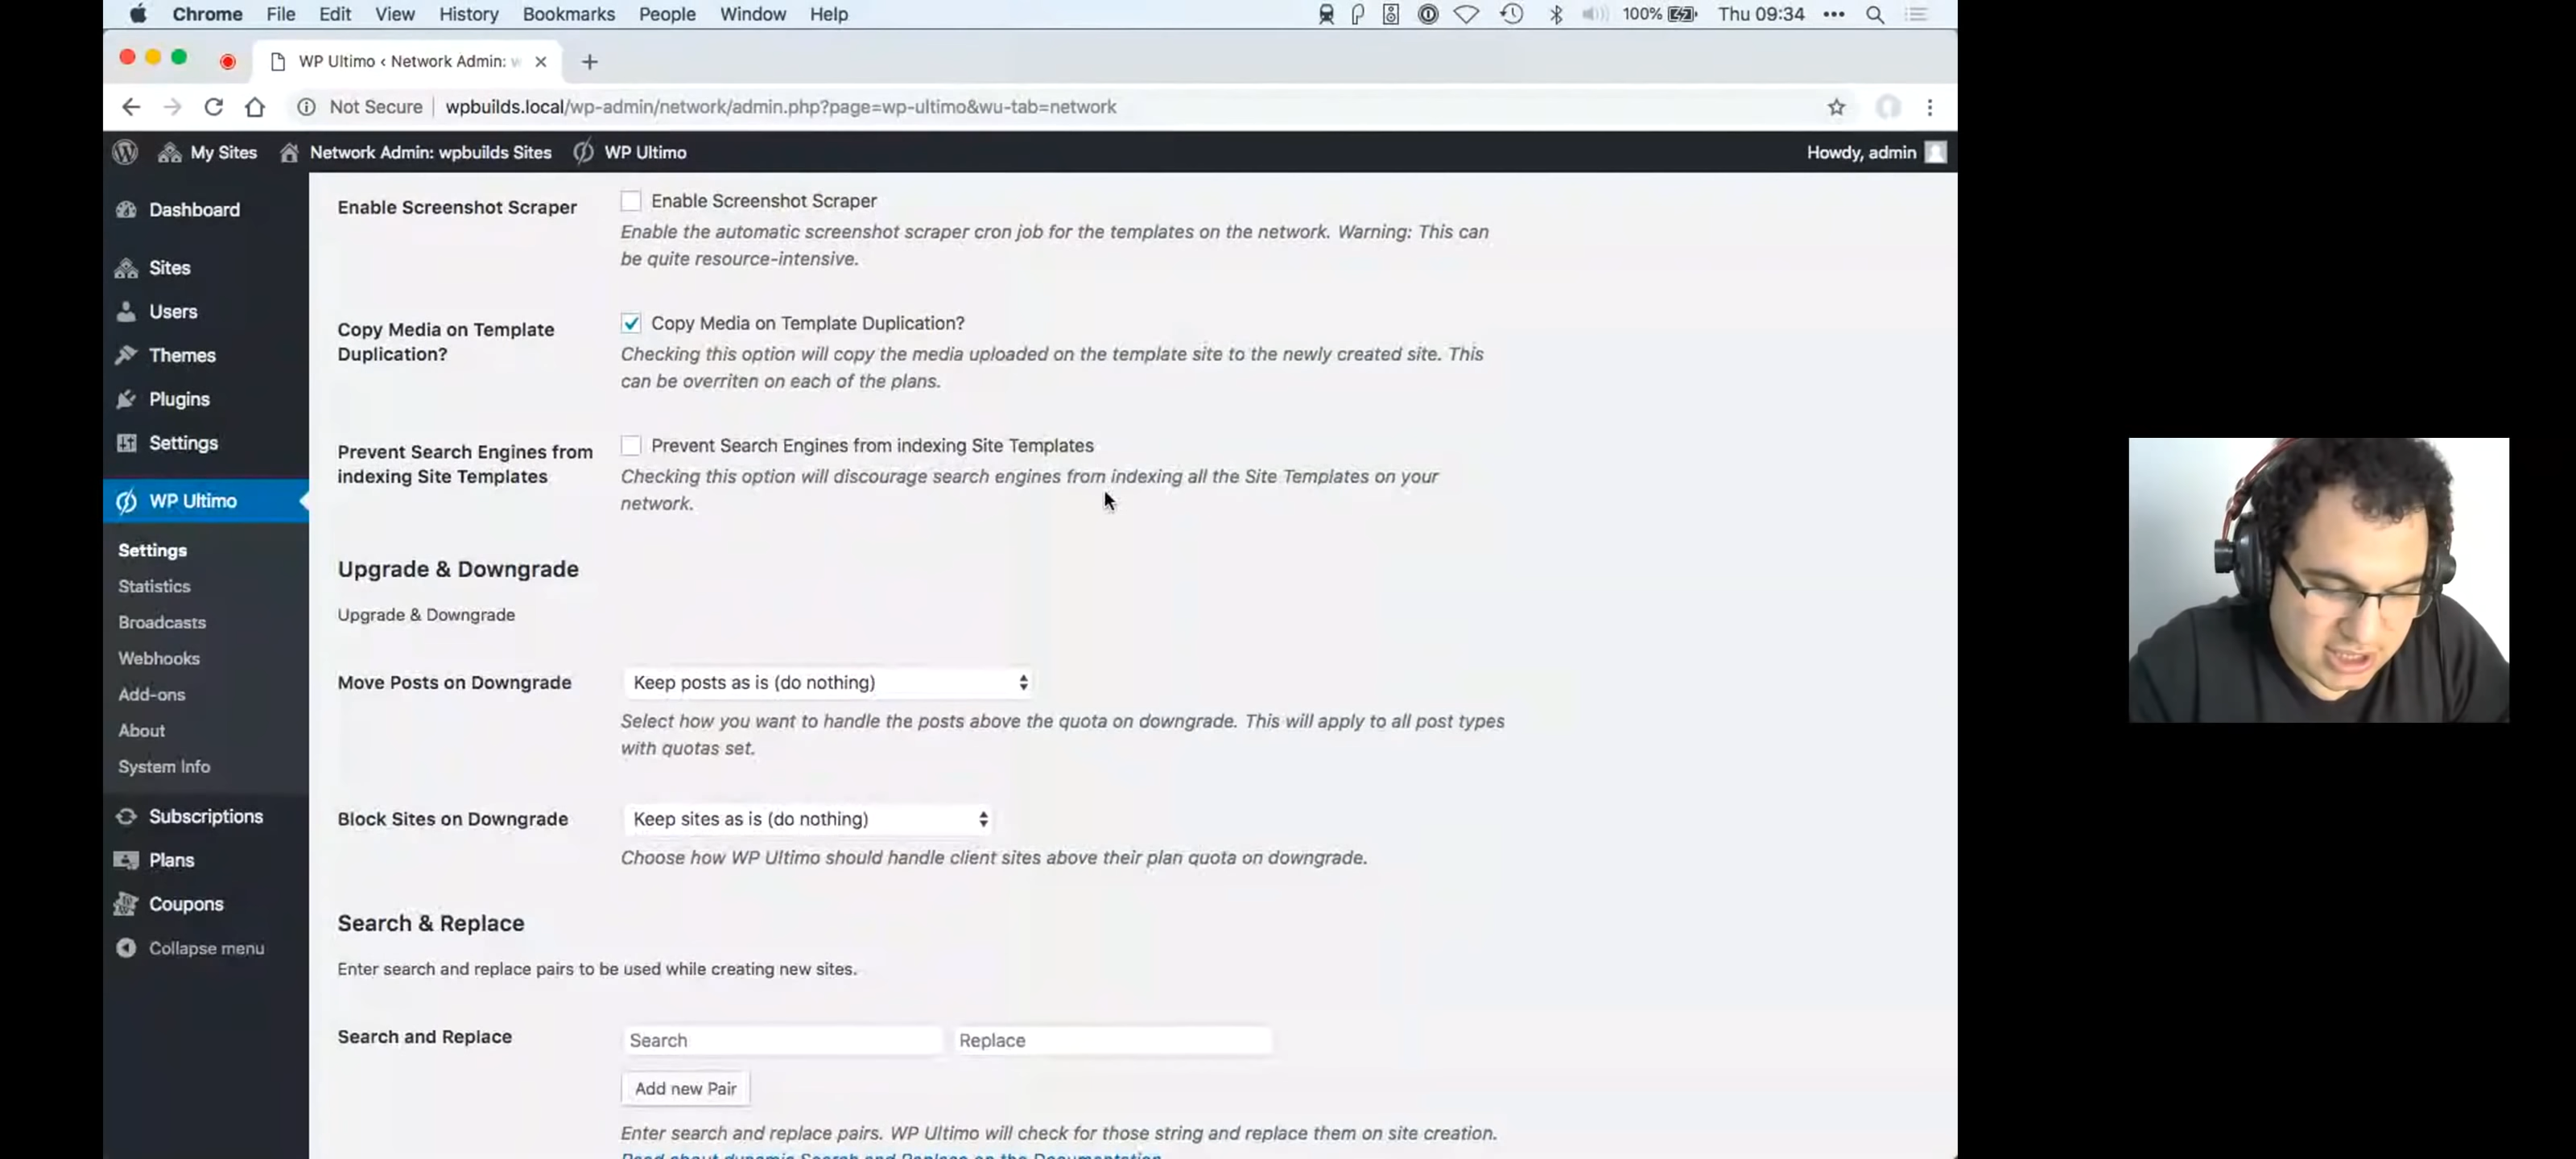 Chrome File Edit View History Bookmarks People Window Help 100% Thu 09:34
WP Ultimo ‹ Network Admin: w
Not Secure wpbuilds.local/wp-admin/network/admin.php?page=wp-ultimo&wu-tab=network
My Sites Network Admin: wpbuilds Sites WP Ultimo Howdy, admin
Dashboard
Sites
Users
Themes
Plugins
Settings
WP Ultimo
Settings
Statistics
Broadcasts
Webhooks
Add-ons
About
System Info
Subscriptions
Plans
Coupons
Collapse menu
Enable Screenshot Scraper
Enable Screenshot Scraper
Enable the automatic screenshot scraper cron job for the templates on the network. Warning: This can
be quite resource-intensive.
Copy Media on Template
Duplication?
Copy Media on Template Duplication?
Checking this option will copy the media uploaded on the template site to the newly created site. This
can be overriten on each of the plans.
Prevent Search Engines from
indexing Site Templates
Prevent Search Engines from indexing Site Templates
Checking this option will discourage search engines from indexing all the Site Templates on your
network.
Upgrade & Downgrade
Upgrade & Downgrade
Move Posts on Downgrade
Keep posts as is (do nothing)
Select how you want to handle the posts above the quota on downgrade. This will apply to all post types
with quotas set.
Block Sites on Downgrade
Keep sites as is (do nothing)
Choose how WP Ultimo should handle client sites above their plan quota on downgrade.
Search & Replace
Enter search and replace pairs to be used while creating new sites.
Search and Replace
Search Replace
Add new Pair
Enter search and replace pairs. WP Ultimo will check for those string and replace them on site creation.
Read about dynamic Search and Replace on the Documentation